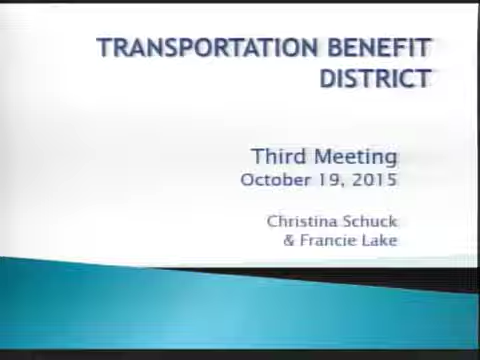 TRANSPORTATION BENEFIT
DISTRICT
Third Meeting
October 19, 2015
Christina Schuck
& Francie Lake